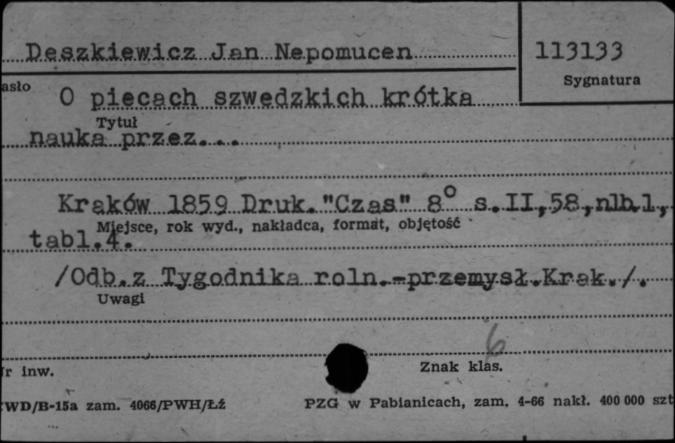 Deszkiewicz Jan Nepomucen 113133
asło Sygnatura
O piecach szwedzkich krótka
Tytuł
nauka przez...
Kraków 1859 Druk."Czas" 8° s.II,58,nlb.1,
Miejsce, rok wyd., nakładca, format, objętość
tabl.4.
/Odb.z Tygodnika roln.-przemysł.Krak./.
Uwagi
6
r inw. Znak klas.
WD/B-15a zam. 4066/PWH/Łż PZG w Pabianicach, zam. 4-66 nakł. 400 000 szt